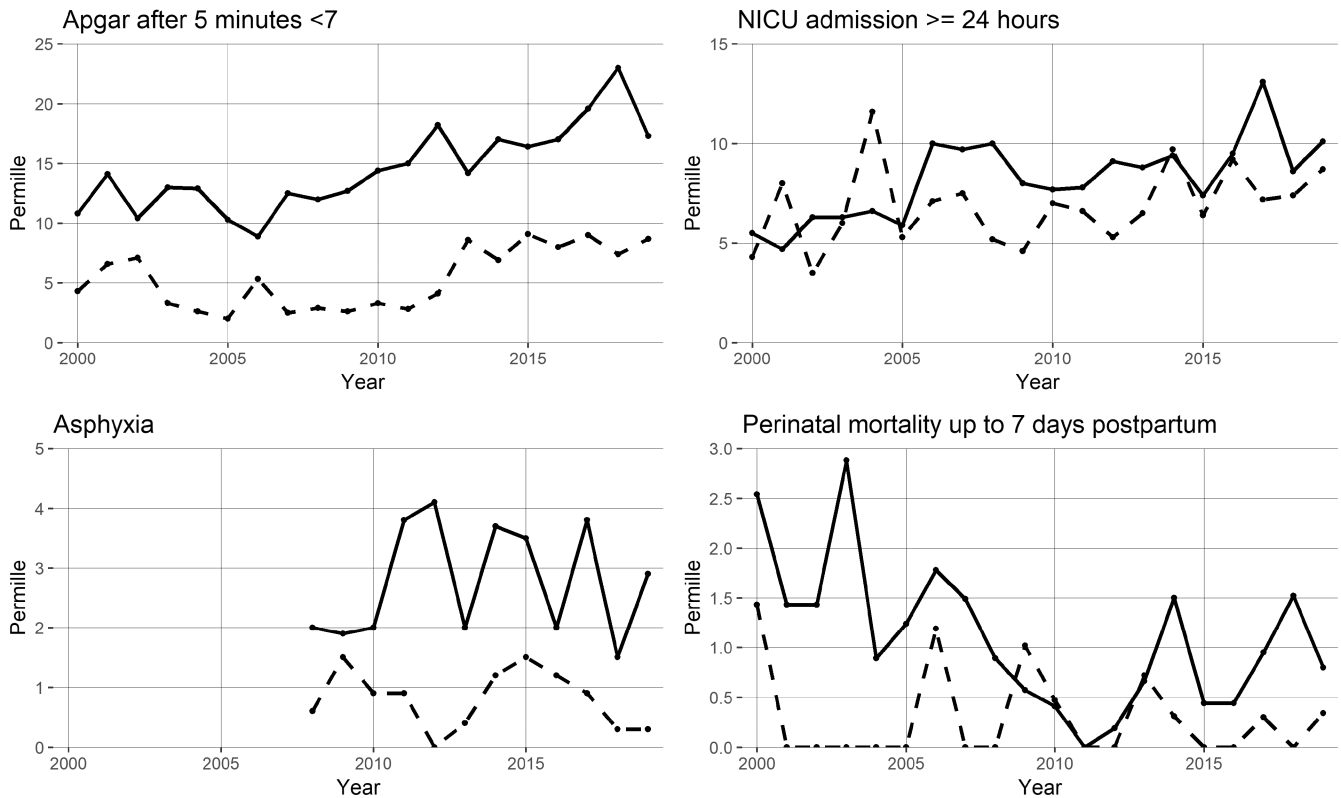 Apgar after 5 minutes <7
25
20
15
10
5
0
Permille
2000 2005 2010 2015
Year
NICU admission >= 24 hours
15
10
5
0
Permille
2000 2005 2010 2015
Year
Asphyxia
5
4
3
2
1
0
Permille
2000 2005 2010 2015
Year
Perinatal mortality up to 7 days postpartum
3.0
2.5
2.0
1.5
1.0
0.5
0.0
Permille
2000 2005 2010 2015
Year